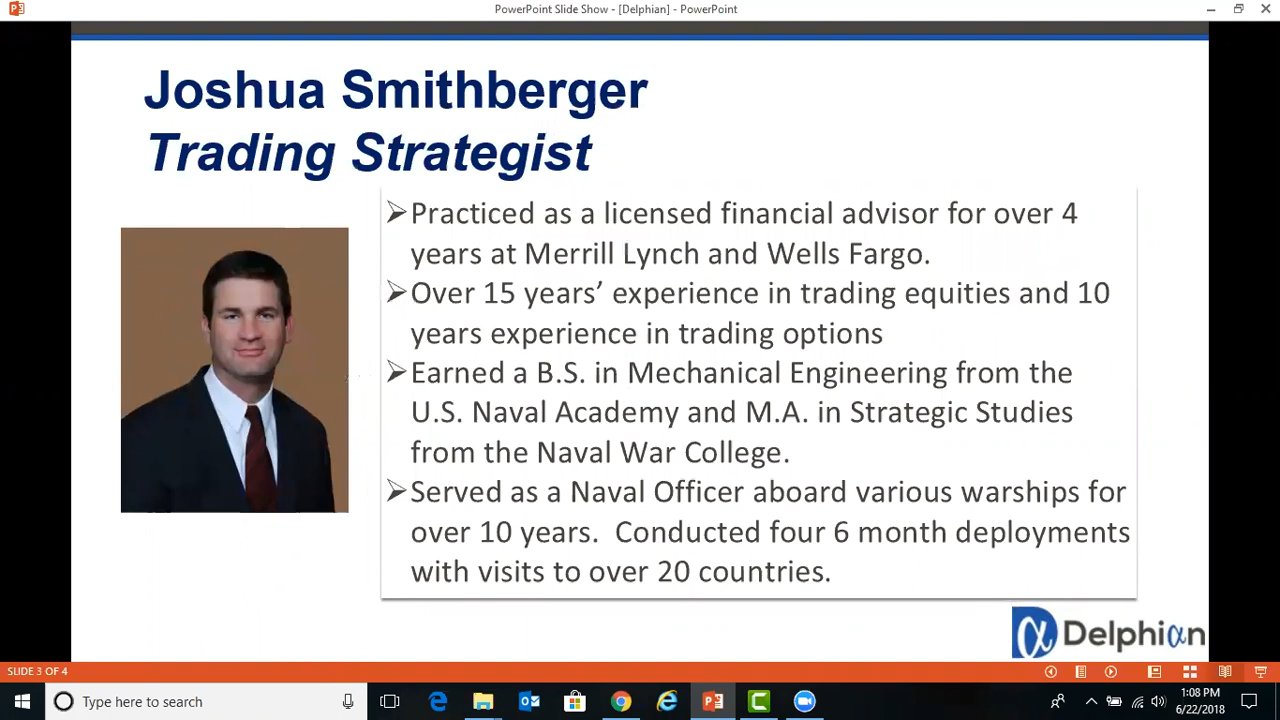 PowerPoint Slide Show - [Delphian] - PowerPoint
Joshua Smithberger
Trading Strategist
➢Practiced as a licensed financial advisor for over 4
years at Merrill Lynch and Wells Fargo.
➢Over 15 years’ experience in trading equities and 10
years experience in trading options
➢Earned a B.S. in Mechanical Engineering from the
U.S. Naval Academy and M.A. in Strategic Studies
from the Naval War College.
➢Served as a Naval Officer aboard various warships for
over 10 years.  Conducted four 6 month deployments
with visits to over 20 countries.
α Delphiαn
SLIDE 3 OF 4
Type here to search
1:08 PM
6/22/2018